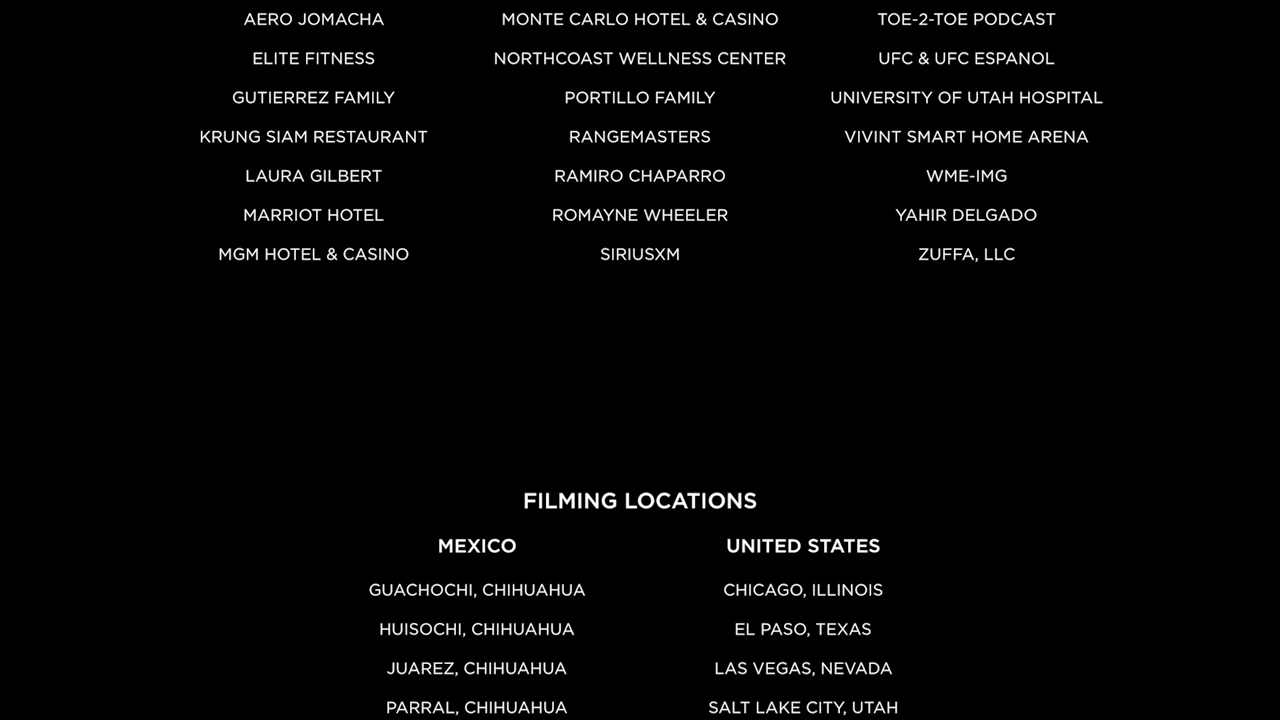 AERO JOMACHA MONTE CARLO HOTEL & CASINO TOE-2-TOE PODCAST
ELITE FITNESS NORTHCOAST WELLNESS CENTER UFC & UFC ESPANOL
GUTIERREZ FAMILY PORTILLO FAMILY UNIVERSITY OF UTAH HOSPITAL
KRUNG SIAM RESTAURANT RANGEMASTERS VIVINT SMART HOME ARENA
LAURA GILBERT RAMIRO CHAPARRO WME-IMG
MARRIOT HOTEL ROMAYNE WHEELER YAHIR DELGADO
MGM HOTEL & CASINO SIRIUSXM ZUFFA, LLC
FILMING LOCATIONS
MEXICO UNITED STATES
GUACHOCHI, CHIHUAHUA CHICAGO, ILLINOIS
HUISOCHI, CHIHUAHUA EL PASO, TEXAS
JUAREZ, CHIHUAHUA LAS VEGAS, NEVADA
PARRAL, CHIHUAHUA SALT LAKE CITY, UTAH